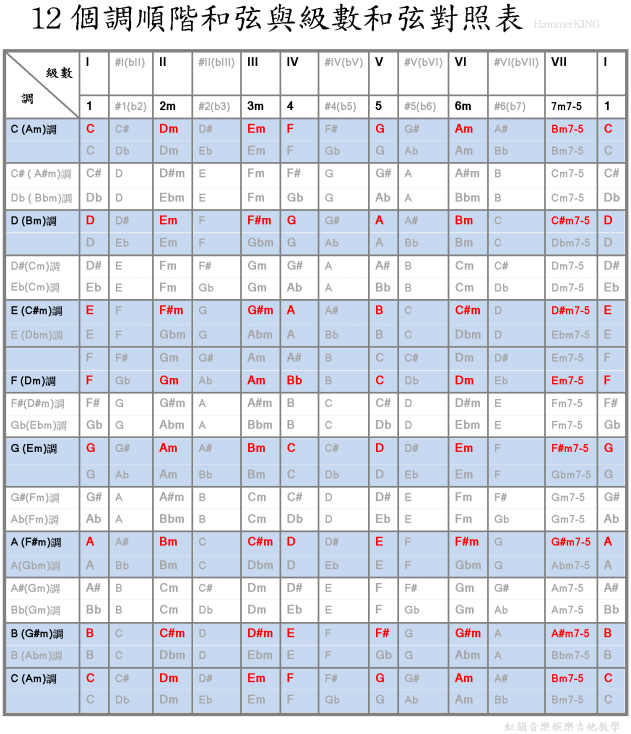 12個調順階和弦與級數和弦對照表 HammerKING
級數 I #I(bII) II #II(bIII) III IV #IV(bV) V #V(bVI) VI #VI(bVII) VII I
調 1 #1(b2) 2m #2(b3) 3m 4 #4(b5) 5 #5(b6) 6m #6(b7) 7m7-5 1
C (Am)調 C C# Dm D# Em F F# G G# Am A# Bm7-5 C
C Db Dm Eb Em F Gb G Ab Am Bb Bm7-5 C
C# ( A#m)調 C# D D#m E Fm F# G G# A A#m B Cm7-5 C#
Db ( Bbm)調 Db D Ebm E Fm Gb G Ab A Bbm B Cm7-5 Db
D (Bm)調 D D# Em F F#m G G# A A# Bm C C#m7-5 D
D Eb Em F Gbm G Ab A Bb Bm C Dbm7-5 D
D#(Cm)調 D# E Fm F# Gm G# A A# B Cm C# Dm7-5 D#
Eb(Cm)調 Eb E Fm Gb Gm Ab A Bb B Cm Db Dm7-5 Eb
E (C#m)調 E F F#m G G#m A A# B C C#m D D#m7-5 E
E (Dbm)調 E F Gbm G Abm A Bb B C Dbm D Ebm7-5 E
F F# Gm G# Am A# B C C# Dm D# Em7-5 F
F (Dm)調 F Gb Gm Ab Am Bb B C Db Dm Eb Em7-5 F
F#(D#m)調 F# G G#m A A#m B C C# D D#m E Fm7-5 F#
Gb(Ebm)調 Gb G Abm A Bbm B C Db D Ebm E Fm7-5 Gb
G (Em)調 G G# Am A# Bm C C# D D# Em F F#m7-5 G
G Ab Am Bb Bm C Db D Eb Em F Gbm7-5 G
G#(Fm)調 G# A A#m B Cm C# D D# E Fm F# Gm7-5 G#
Ab(Fm)調 Ab A Bbm B Cm Db D Eb E Fm Gb Gm7-5 Ab
A (F#m)調 A A# Bm C C#m D D# E F F#m G G#m7-5 A
A(Gbm)調 A Bb Bm C Dbm D Eb E F Gbm G Abm7-5 A
A#(Gm)調 A# B Cm C# Dm D# E F F# Gm G# Am7-5 A#
Bb(Gm)調 Bb B Cm Db Dm Eb E F Gb Gm Ab Am7-5 Bb
B (G#m)調 B C C#m D D#m E F F# G G#m A A#m7-5 B
B (Abm)調 B C Dbm D Ebm E F Gb G Abm A Bbm7-5 B
C (Am)調 C C# Dm D# Em F F# G G# Am A# Bm7-5 C
C Db Dm Eb Em F Gb G Ab Am Bb Bm7-5 C
虹韻音樂娛樂吉他教學